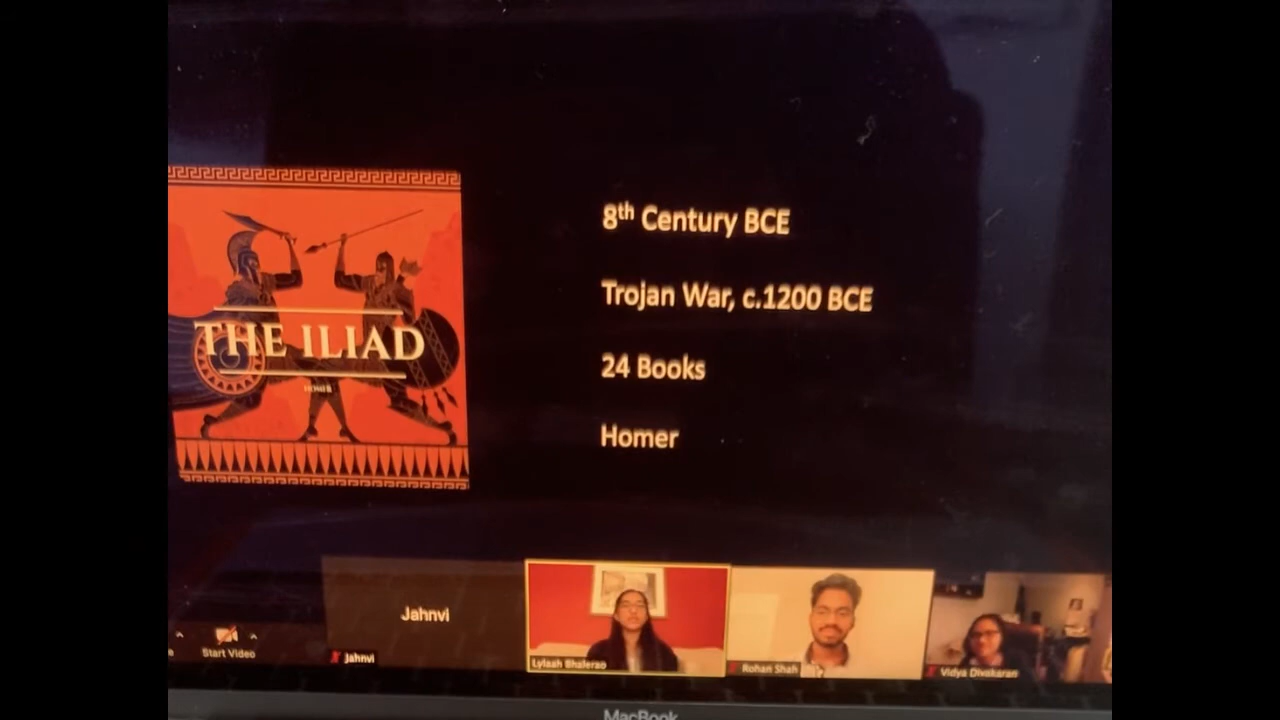 8th Century BCE
Trojan War, c.1200 BCE
24 Books
Homer
THE ILIAD
HOMER
Jahnvi
Start Video
Jahnvi
Lylaah Bhalerao
Rohan Shah
Vidya Divakaran
MacBook